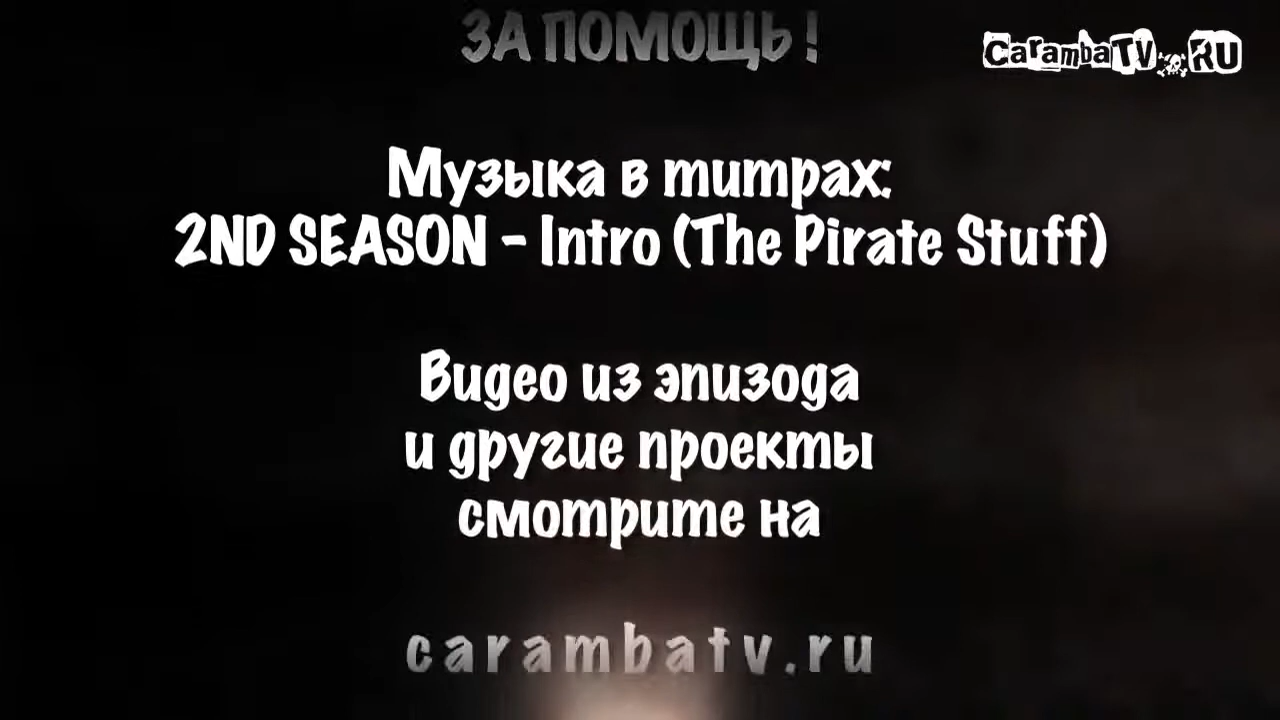 ЗА ПОМОЩЬ !
CarambaTV.RU
Музыка в титрах:
2ND SEASON - Intro (The Pirate Stuff)
Видео из эпизода
и другие проекты
смотрите на
carambatv.ru